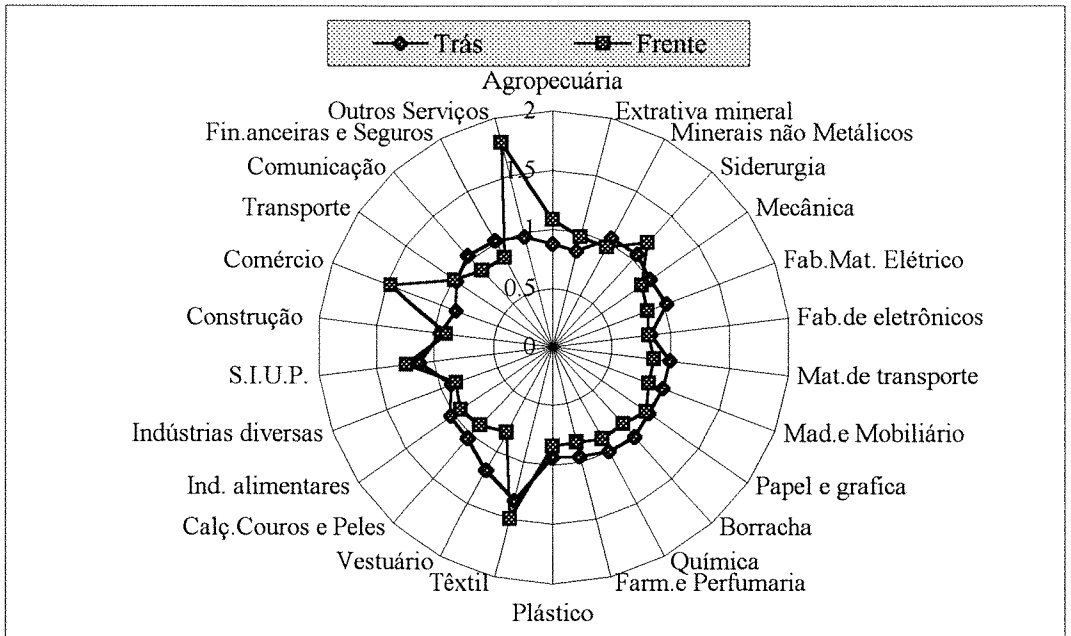 Trás Frente
Agropecuária
Outros Serviços
Extrativa mineral
Fin.anceiras e Seguros
Minerais não Metálicos
Comunicação
Siderurgia
Transporte
Mecânica
Comércio
Fab.Mat. Elétrico
Construção
Fab.de eletrônicos
S.I.U.P.
Mat.de transporte
Indústrias diversas
Mad.e Mobiliário
Ind. alimentares
Papel e grafica
Calç.Couros e Peles
Borracha
Vestuário
Química
Têxtil
Farm.e Perfumaria
Plástico
2
1.5
1
0.5
0